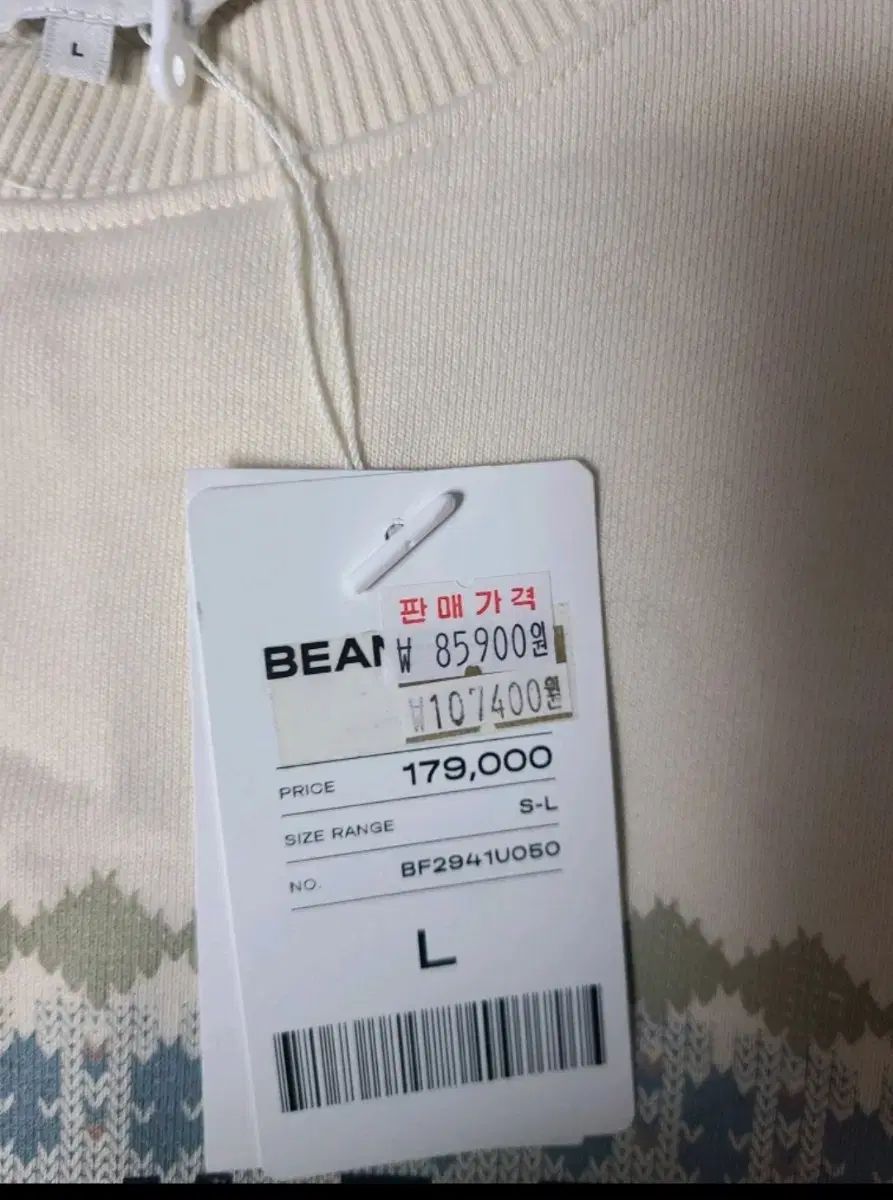 L
판매가격
BEAN
₩ 85900원
₩107400원
PRICE 179,000
SIZE RANGE S-L
NO. BF2941U050
L